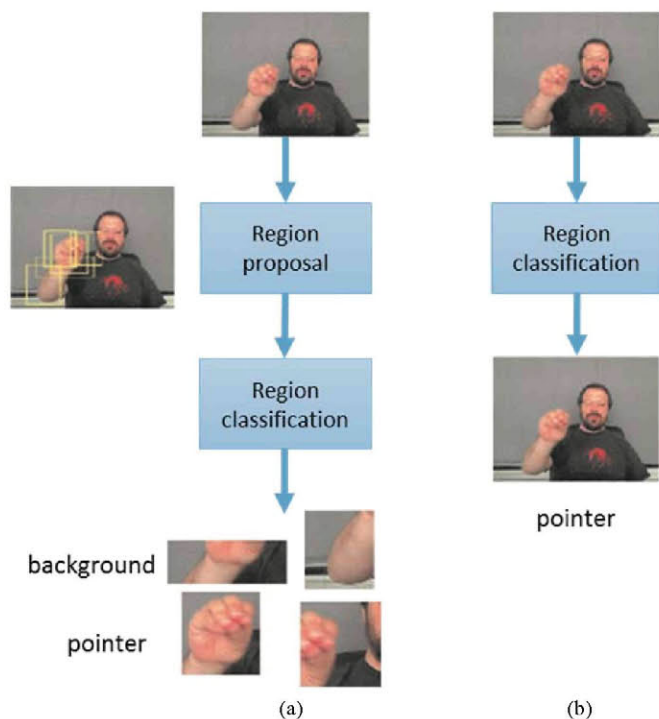 Region
proposal
Region
classification
background
pointer
(a)
Region
classification
pointer
(b)